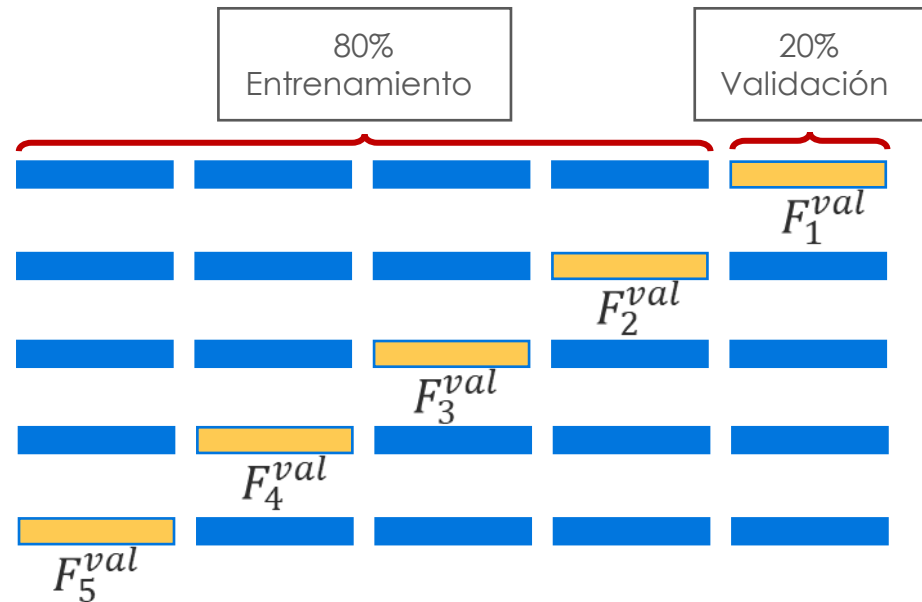 80%
Entrenamiento
20%
Validación
F_1^{val}
F_2^{val}
F_3^{val}
F_4^{val}
F_5^{val}